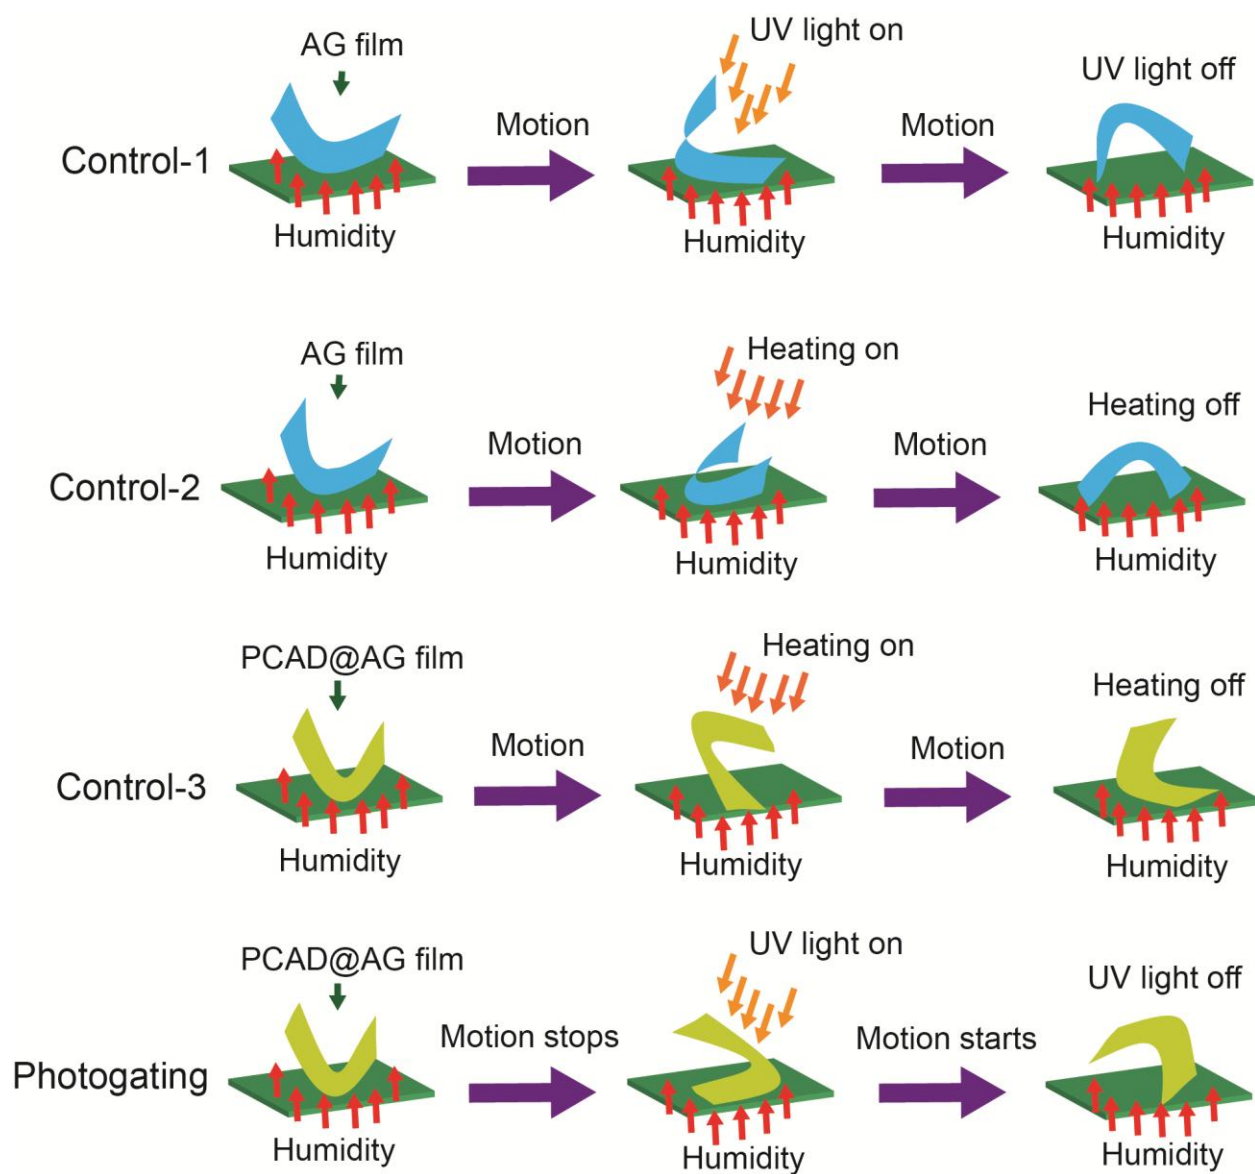 AG film
UV light on
UV light off
Control-1
Motion
Motion
Humidity
Humidity
Humidity
AG film
Heating on
Heating off
Control-2
Motion
Motion
Humidity
Humidity
Humidity
PCAD@AG film
Heating on
Heating off
Control-3
Motion
Motion
Humidity
Humidity
Humidity
PCAD@AG film
UV light on
UV light off
Photogating
Motion stops
Motion starts
Humidity
Humidity
Humidity